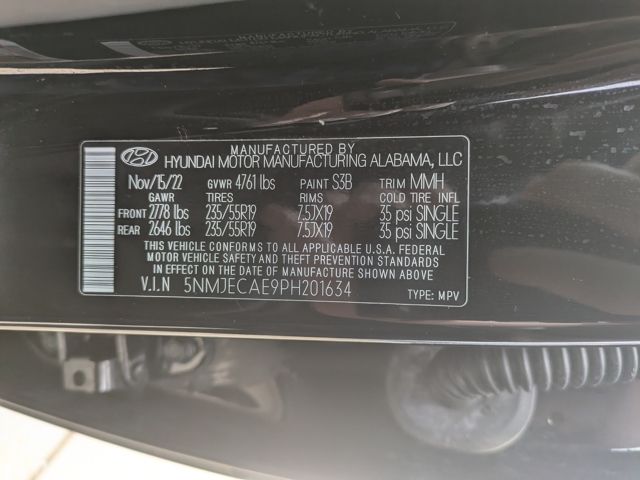 MANUFACTURED BY
HYUNDAI MOTOR MANUFACTURING ALABAMA, LLC
Nov/15/22 GVWR 4761 lbs PAINT S3B TRIM MMH
GAWR TIRES RIMS COLD TIRE INFL
FRONT 2778 lbs 235/55R19 7.5JX19 35 psi SINGLE
REAR 2646 lbs 235/55R19 7.5JX19 35 psi SINGLE
THIS VEHICLE CONFORMS TO ALL APPLICABLE U.S.A. FEDERAL
MOTOR VEHICLE SAFETY AND THEFT PREVENTION STANDARDS
IN EFFECT ON THE DATE OF MANUFACTURE SHOWN ABOVE
V.I.N 5NMJECAE9PH201634
TYPE: MPV